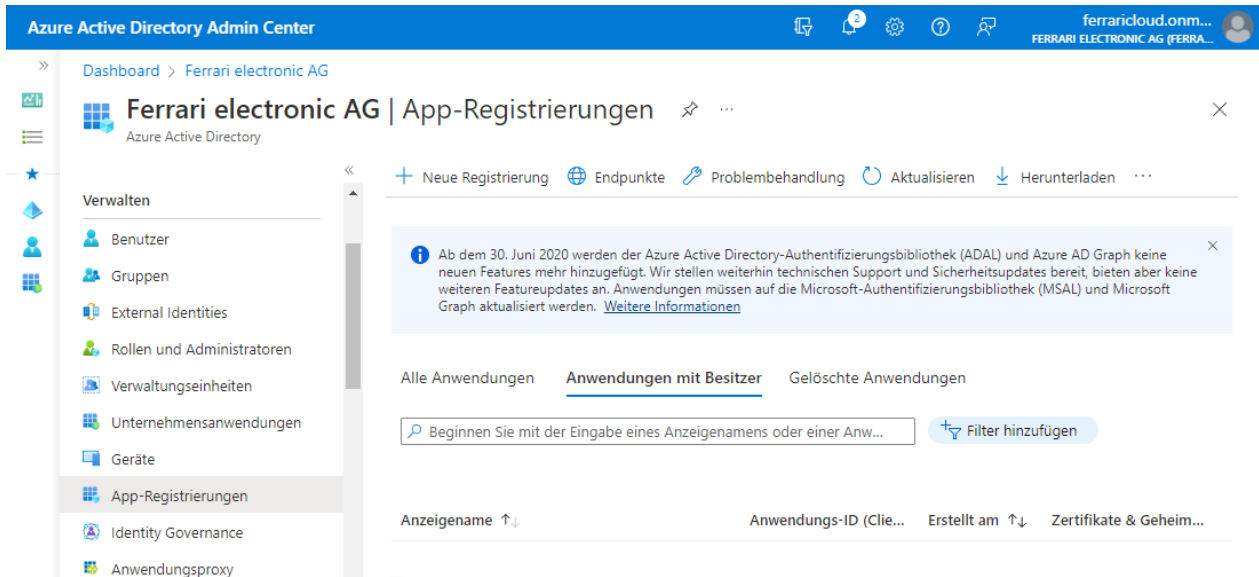 Azure Active Directory Admin Center
2
ferraricloud.onm...
FERRARI ELECTRONIC AG (FERRA...
Dashboard > Ferrari electronic AG
Ferrari electronic AG | App-Registrierungen
Azure Active Directory
Verwalten
Benutzer
Gruppen
External Identities
Rollen und Administratoren
Verwaltungseinheiten
Unternehmensanwendungen
Geräte
App-Registrierungen
Identity Governance
Anwendungsproxy
Neue Registrierung Endpunkte Problembehandlung Aktualisieren Herunterladen ...
Ab dem 30. Juni 2020 werden der Azure Active Directory-Authentifizierungsbibliothek (ADAL) und Azure AD Graph keine
neuen Features mehr hinzugefügt. Wir stellen weiterhin technischen Support und Sicherheitsupdates bereit, bieten aber keine
weiteren Featureupdates an. Anwendungen müssen auf die Microsoft-Authentifizierungsbibliothek (MSAL) und Microsoft
Graph aktualisiert werden. Weitere Informationen
Alle Anwendungen Anwendungen mit Besitzer Gelöschte Anwendungen
Beginnen Sie mit der Eingabe eines Anzeigenamens oder einer Anw...
Filter hinzufügen
Anzeigename Anwendungs-ID (Clie... Erstellt am Zertifikate & Geheim...